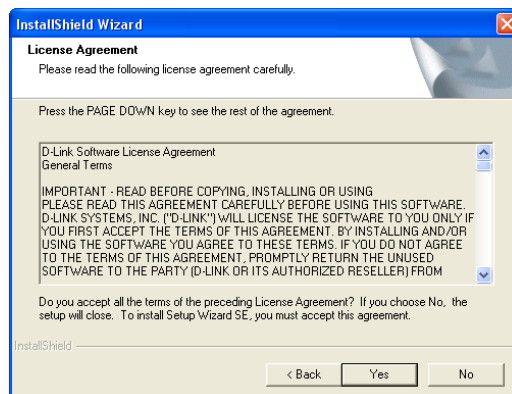 InstallShield Wizard
License Agreement
Please read the following license agreement carefully.
Press the PAGE DOWN key to see the rest of the agreement.
D-Link Software License Agreement
General Terms
IMPORTANT - READ BEFORE COPYING, INSTALLING OR USING
PLEASE READ THIS AGREEMENT CAREFULLY BEFORE USING THIS SOFTWARE.
D-LINK SYSTEMS, INC. ("D-LINK") WILL LICENSE THE SOFTWARE TO YOU ONLY IF
YOU FIRST ACCEPT THE TERMS OF THIS AGREEMENT. BY INSTALLING AND/OR
USING THE SOFTWARE YOU AGREE TO THESE TERMS. IF YOU DO NOT AGREE
TO THE TERMS OF THIS AGREEMENT, PROMPTLY RETURN THE UNUSED
SOFTWARE TO THE PARTY (D-LINK OR ITS AUTHORIZED RESELLER) FROM
Do you accept all the terms of the preceding License Agreement? If you choose No, the
setup will close. To install Setup Wizard SE, you must accept this agreement.
InstallShield
< Back Yes No